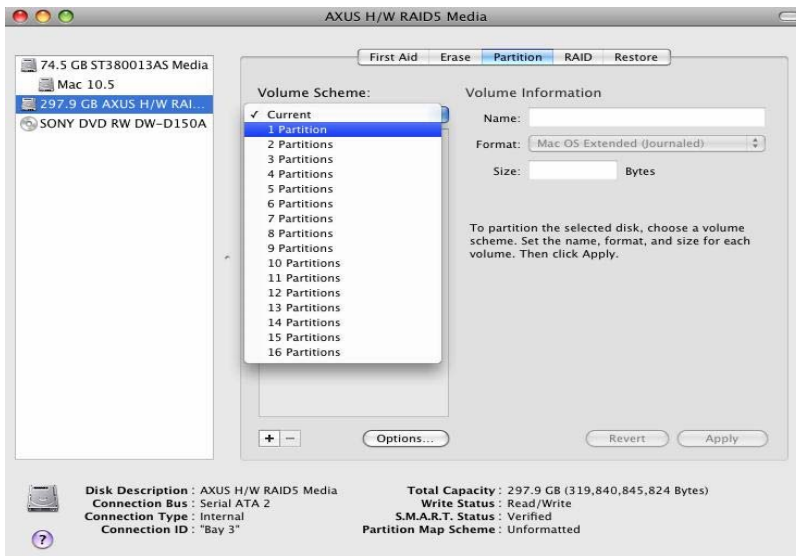 AXUS H/W RAID5 Media
First Aid Erase Partition RAID Restore
74.5 GB ST380013AS Media
Mac 10.5
297.9 GB AXUS H/W RAI...
SONY DVD RW DW-D150A
Volume Scheme:
✓ Current
1 Partition
2 Partitions
3 Partitions
4 Partitions
5 Partitions
6 Partitions
7 Partitions
8 Partitions
9 Partitions
10 Partitions
11 Partitions
12 Partitions
13 Partitions
14 Partitions
15 Partitions
16 Partitions
+ −
Options...
Volume Information
Name:
Format: Mac OS Extended (Journaled)
Size: Bytes
To partition the selected disk, choose a volume
scheme. Set the name, format, and size for each
volume. Then click Apply.
Revert Apply
Disk Description : AXUS H/W RAID5 Media
Connection Bus : Serial
ATA 2
Connection Type : Internal
Connection ID : "Bay 3"
Total Capacity : 297.9 GB (319,840,845,824 Bytes)
Write Status : Read/Write
S.M.A.R.T. Status : Verified
Partition Map Scheme : Unformatted
?